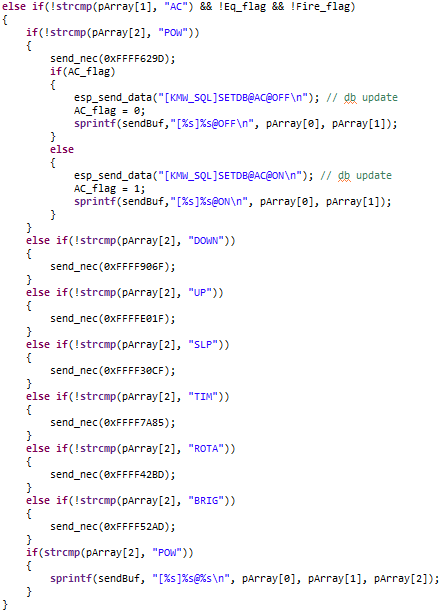 else if(!strcmp(pArray[1], "AC") && !Eq_flag && !Fire_flag)
{
    if(!strcmp(pArray[2], "POW"))
    {
        send_nec(0xFFFF629D);
        if(AC_flag)
        {
            esp_send_data("[KMW_SQL]SETDB@AC@OFF\n"); // db update
            AC_flag = 0;
            sprintf(sendBuf,"[%s]%s@OFF\n", pArray[0], pArray[1]);
        }
        else
        {
            esp_send_data("[KMW_SQL]SETDB@AC@ON\n"); // db update
            AC_flag = 1;
            sprintf(sendBuf,"[%s]%s@ON\n", pArray[0], pArray[1]);
        }
    }
    else if(!strcmp(pArray[2], "DOWN"))
    {
        send_nec(0xFFFF906F);
    }
    else if(!strcmp(pArray[2], "UP"))
    {
        send_nec(0xFFFFE01F);
    }
    else if(!strcmp(pArray[2], "SLP"))
    {
        send_nec(0xFFFF30CF);
    }
    else if(!strcmp(pArray[2], "TIM"))
    {
        send_nec(0xFFFF7A85);
    }
    else if(!strcmp(pArray[2], "ROTA"))
    {
        send_nec(0xFFFF42BD);
    }
    else if(!strcmp(pArray[2], "BRIG"))
    {
        send_nec(0xFFFF52AD);
    }
    if(strcmp(pArray[2], "POW"))
    {
        sprintf(sendBuf, "[%s]%s@%s\n", pArray[0], pArray[1], pArray[2]);
    }
}